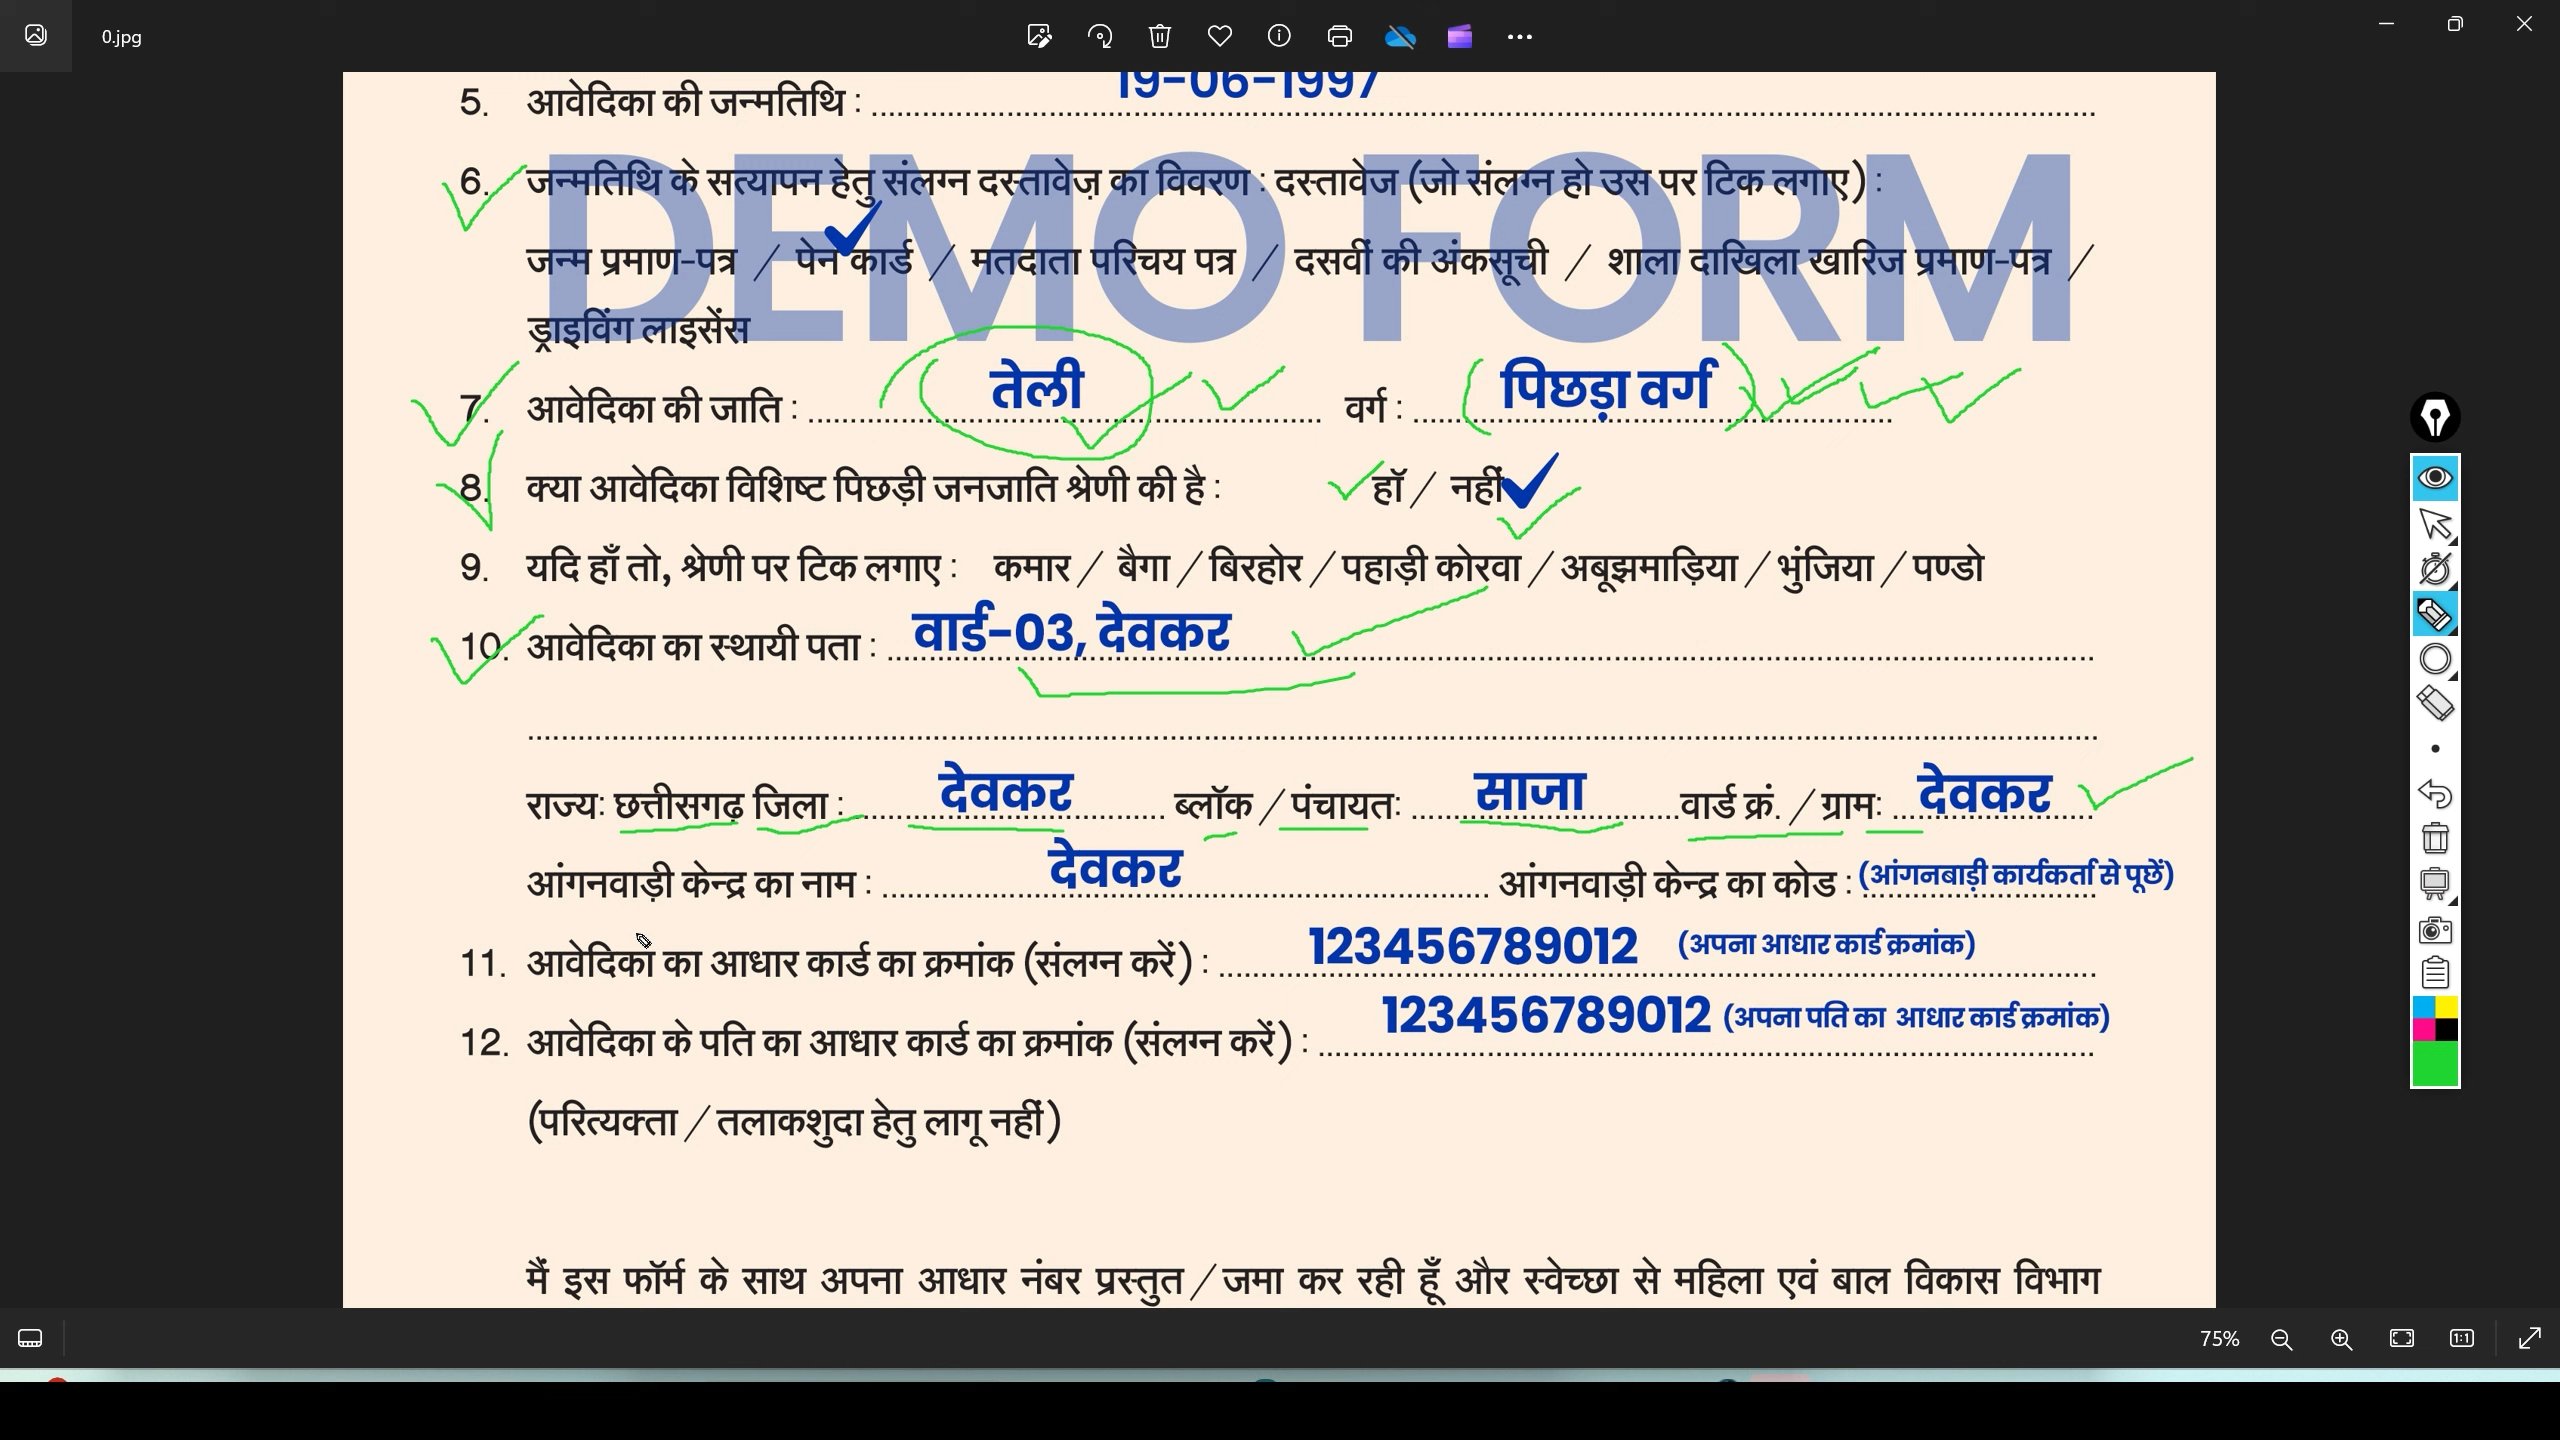 0.jpg
19-06-1997
5. आवेदिका की जन्मतिथि :
6. जन्मतिथि के सत्यापन हेतु संलग्न दस्तावेज़ का विवरण : दस्तावेज (जो संलग्न हो उस पर टिक लगाए) :
DEMO FORM
जन्म प्रमाण-पत्र / पेन कार्ड / मतदाता परिचय पत्र / दसवीं की अंकसूची / शाला दाखिला खारिज प्रमाण-पत्र /
ड्राइविंग लाइसेंस
7. आवेदिका की जाति : तेली वर्ग : पिछड़ा वर्ग
8. क्या आवेदिका विशिष्ट पिछड़ी जनजाति श्रेणी की है : हॉ / नहीं
9. यदि हाँ तो, श्रेणी पर टिक लगाए : कमार / बैगा / बिरहोर / पहाड़ी कोरवा / अबूझमाड़िया / भुंजिया / पण्डो
10. आवेदिका का स्थायी पता : वार्ड-03, देवकर
राज्य: छत्तीसगढ़ जिला : देवकर ब्लॉक / पंचायत: साजा वार्ड क्रं. / ग्राम: देवकर
आंगनवाड़ी केन्द्र का नाम : देवकर आंगनवाड़ी केन्द्र का कोड : (आंगनबाड़ी कार्यकर्ता से पूछें)
11. आवेदिका का आधार कार्ड का क्रमांक (संलग्न करें) : 123456789012 (अपना आधार कार्ड क्रमांक)
12. आवेदिका के पति का आधार कार्ड का क्रमांक (संलग्न करें) : 123456789012 (अपना पति का आधार कार्ड क्रमांक)
(परित्यक्ता / तलाकशुदा हेतु लागू नहीं)
मैं इस फॉर्म के साथ अपना आधार नंबर प्रस्तुत / जमा कर रही हूँ और स्वेच्छा से महिला एवं बाल विकास विभाग
75%
1:1